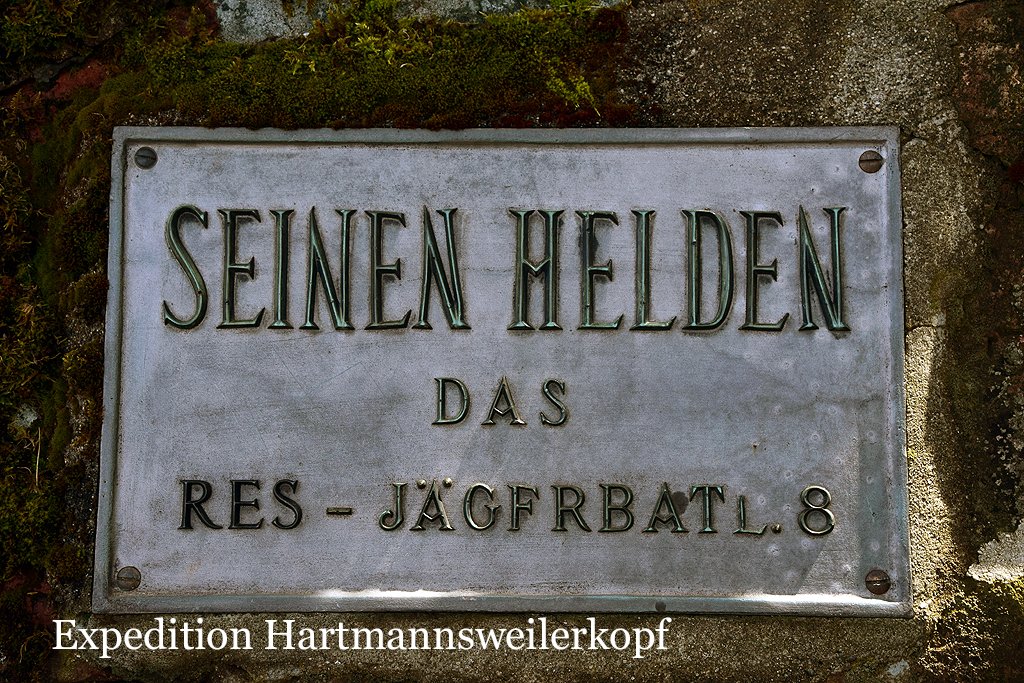 SEINEN HELDEN
DAS
RES - JÄGFRBATL. 8
Expedition Hartmannsweilerkopf